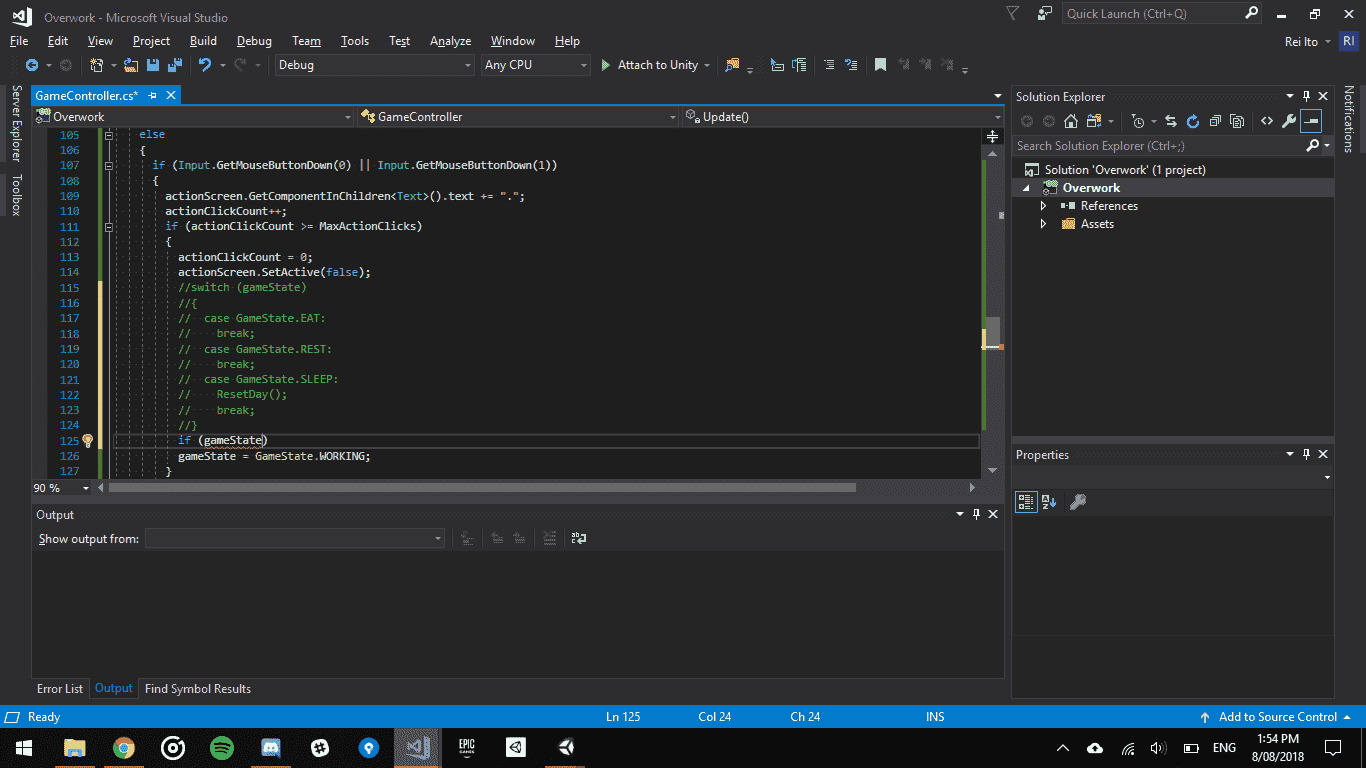 Overwork - Microsoft Visual Studio
Quick Launch (Ctrl+Q)
File Edit View Project Build Debug Team Tools Test Analyze Window Help
Rei Ito RI
Debug Any CPU Attach to Unity
Server Explorer
Toolbox
GameController.cs*
Overwork GameController Update()
105 else
106 {
107 if (Input.GetMouseButtonDown(0) || Input.GetMouseButtonDown(1))
108 {
109 actionScreen.GetComponentInChildren<Text>().text += ".";
110 actionClickCount++;
111 if (actionClickCount >= MaxActionClicks)
112 {
113 actionClickCount = 0;
114 actionScreen.SetActive(false);
115 //switch (gameState)
116 //{
117 // case GameState.EAT:
118 // break;
119 // case GameState.REST:
120 // break;
121 // case GameState.SLEEP:
122 // ResetDay();
123 // break;
124 //}
125 if (gameState)
126 gameState = GameState.WORKING;
127 }
90 %
Output
Show output from:
Error List Output Find Symbol Results
Solution Explorer
Search Solution Explorer (Ctrl+;)
Solution 'Overwork' (1 project)
Overwork
References
Assets
Properties
Notifications
Ready Ln 125 Col 24 Ch 24 INS Add to Source Control
EPIC GAMES
ENG
1:54 PM
8/08/2018